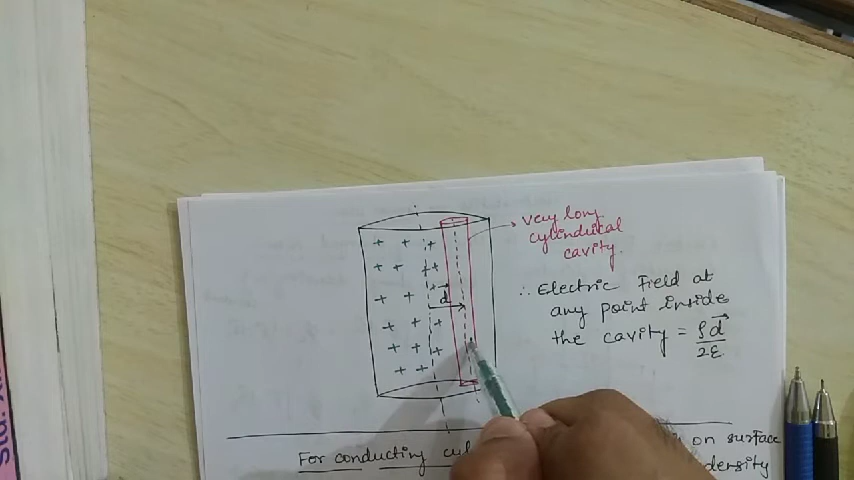 very long
cylindrical
cavity.
∴ Electric Field at
any point inside
the cavity = ρd⃗/2ε
d⃗
For conducting
on surface
density